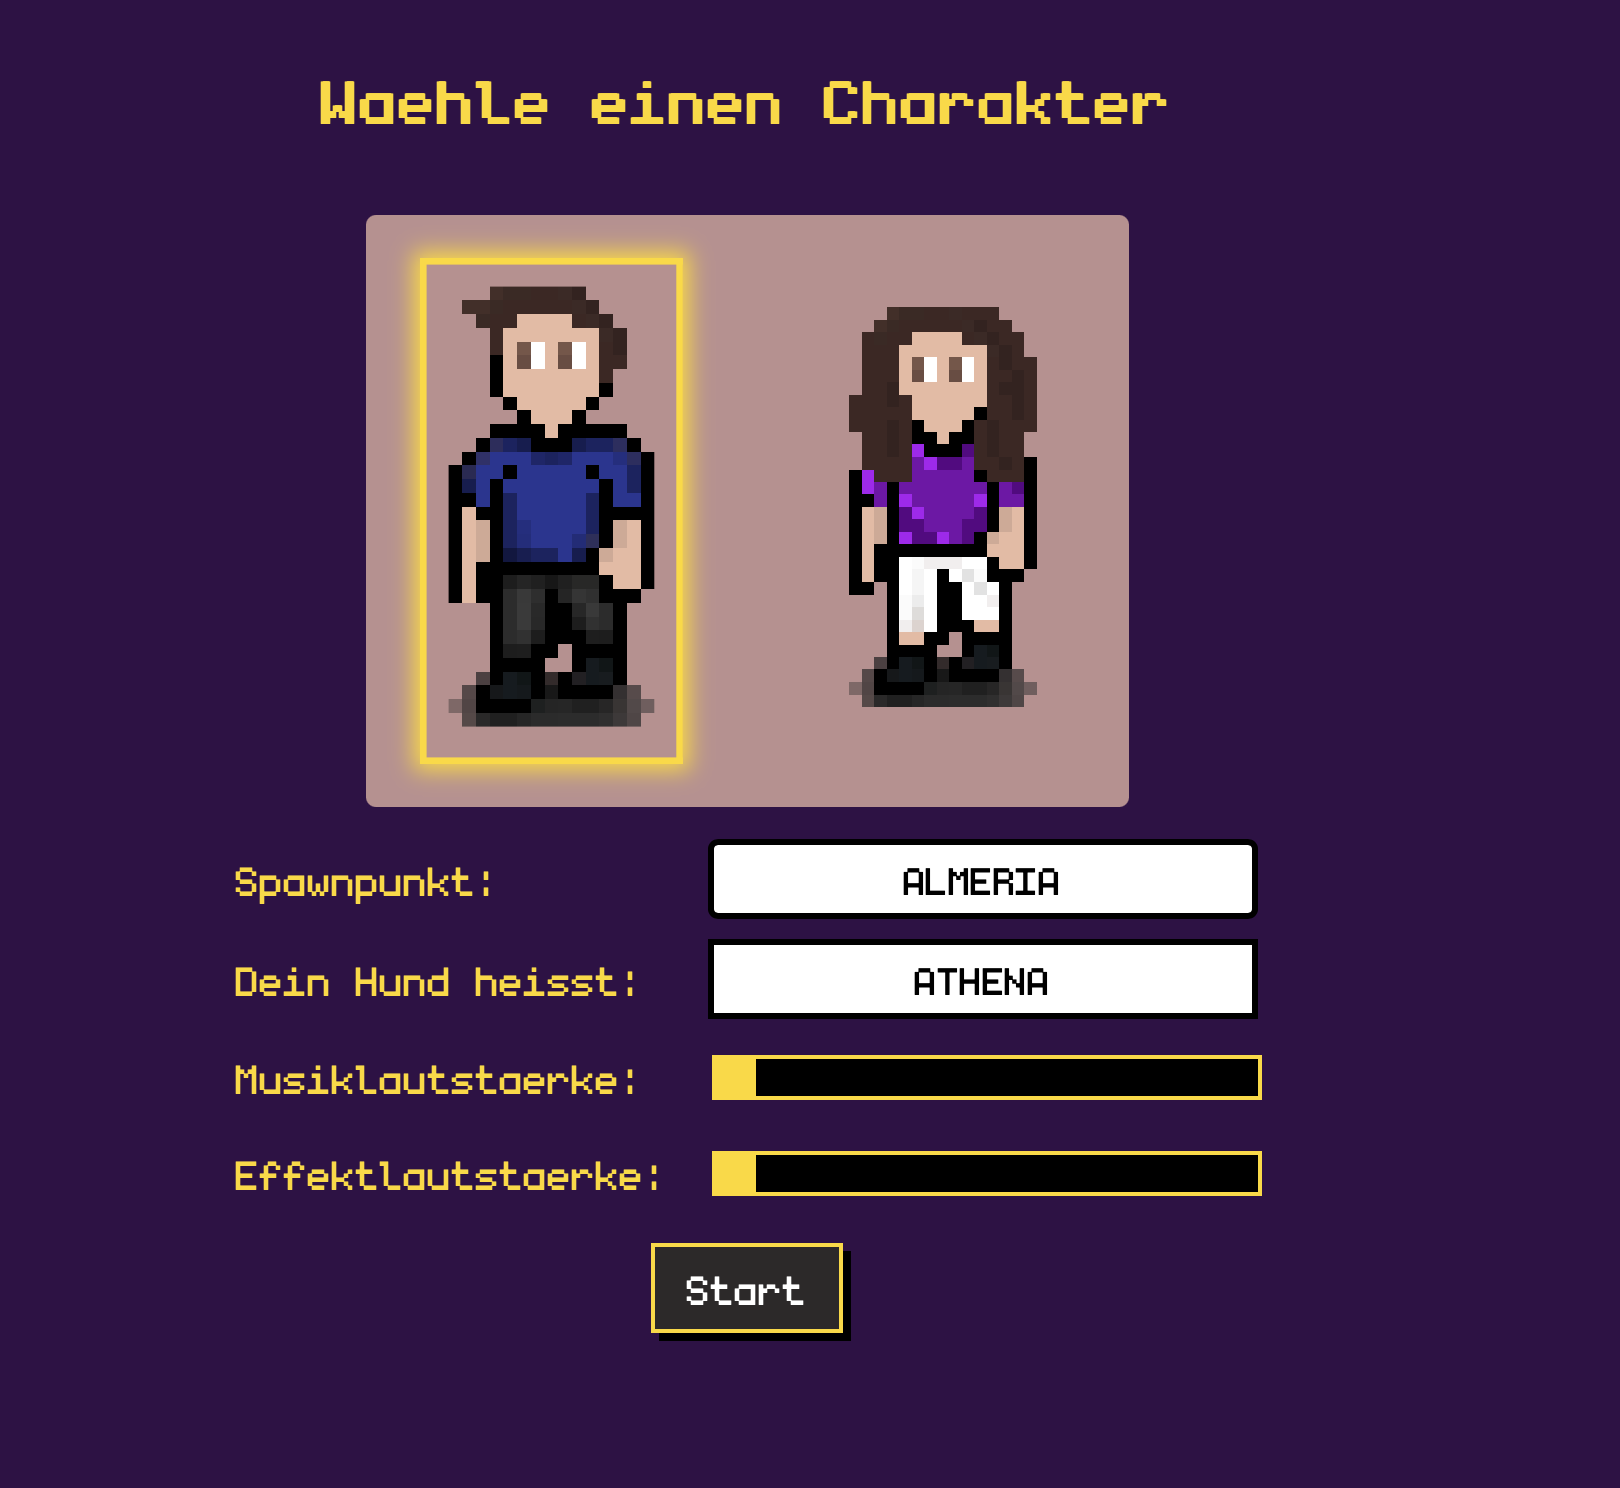 Waehle einen Charakter
Spawnpunkt:
ALMERIA
Dein Hund heisst:
ATHENA
Musiklautstaerke:
Effektlautstaerke:
Start